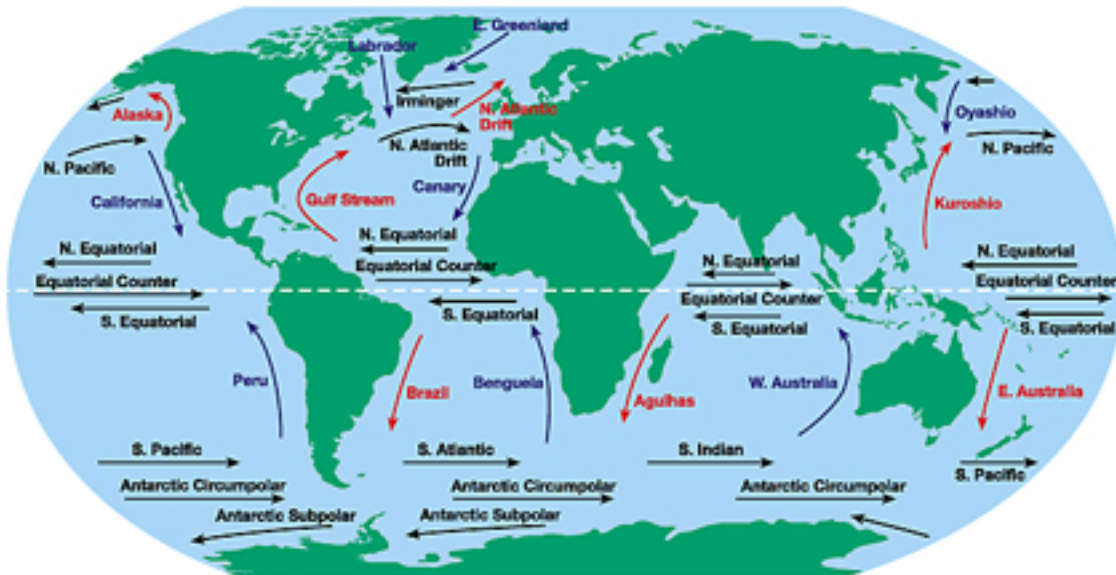 E. Greenland
Labrador
Irminger
Alaska
N. Atlantic
Drift
Oyashio
N. Pacific
N. Atlantic
Drift
N. Pacific
California
Gulf Stream
Canary
Kuroshio
N. Equatorial
N. Equatorial
N. Equatorial
N. Equatorial
Equatorial Counter
Equatorial Counter
Equatorial Counter
Equatorial Counter
S. Equatorial
S. Equatorial
S. Equatorial
S. Equatorial
Peru
Brazil
Benguela
Agulhas
W. Australia
E. Australia
S. Pacific
S. Atlantic
S. Indian
S. Pacific
Antarctic Circumpolar
Antarctic Circumpolar
Antarctic Circumpolar
Antarctic Subpolar
Antarctic Subpolar